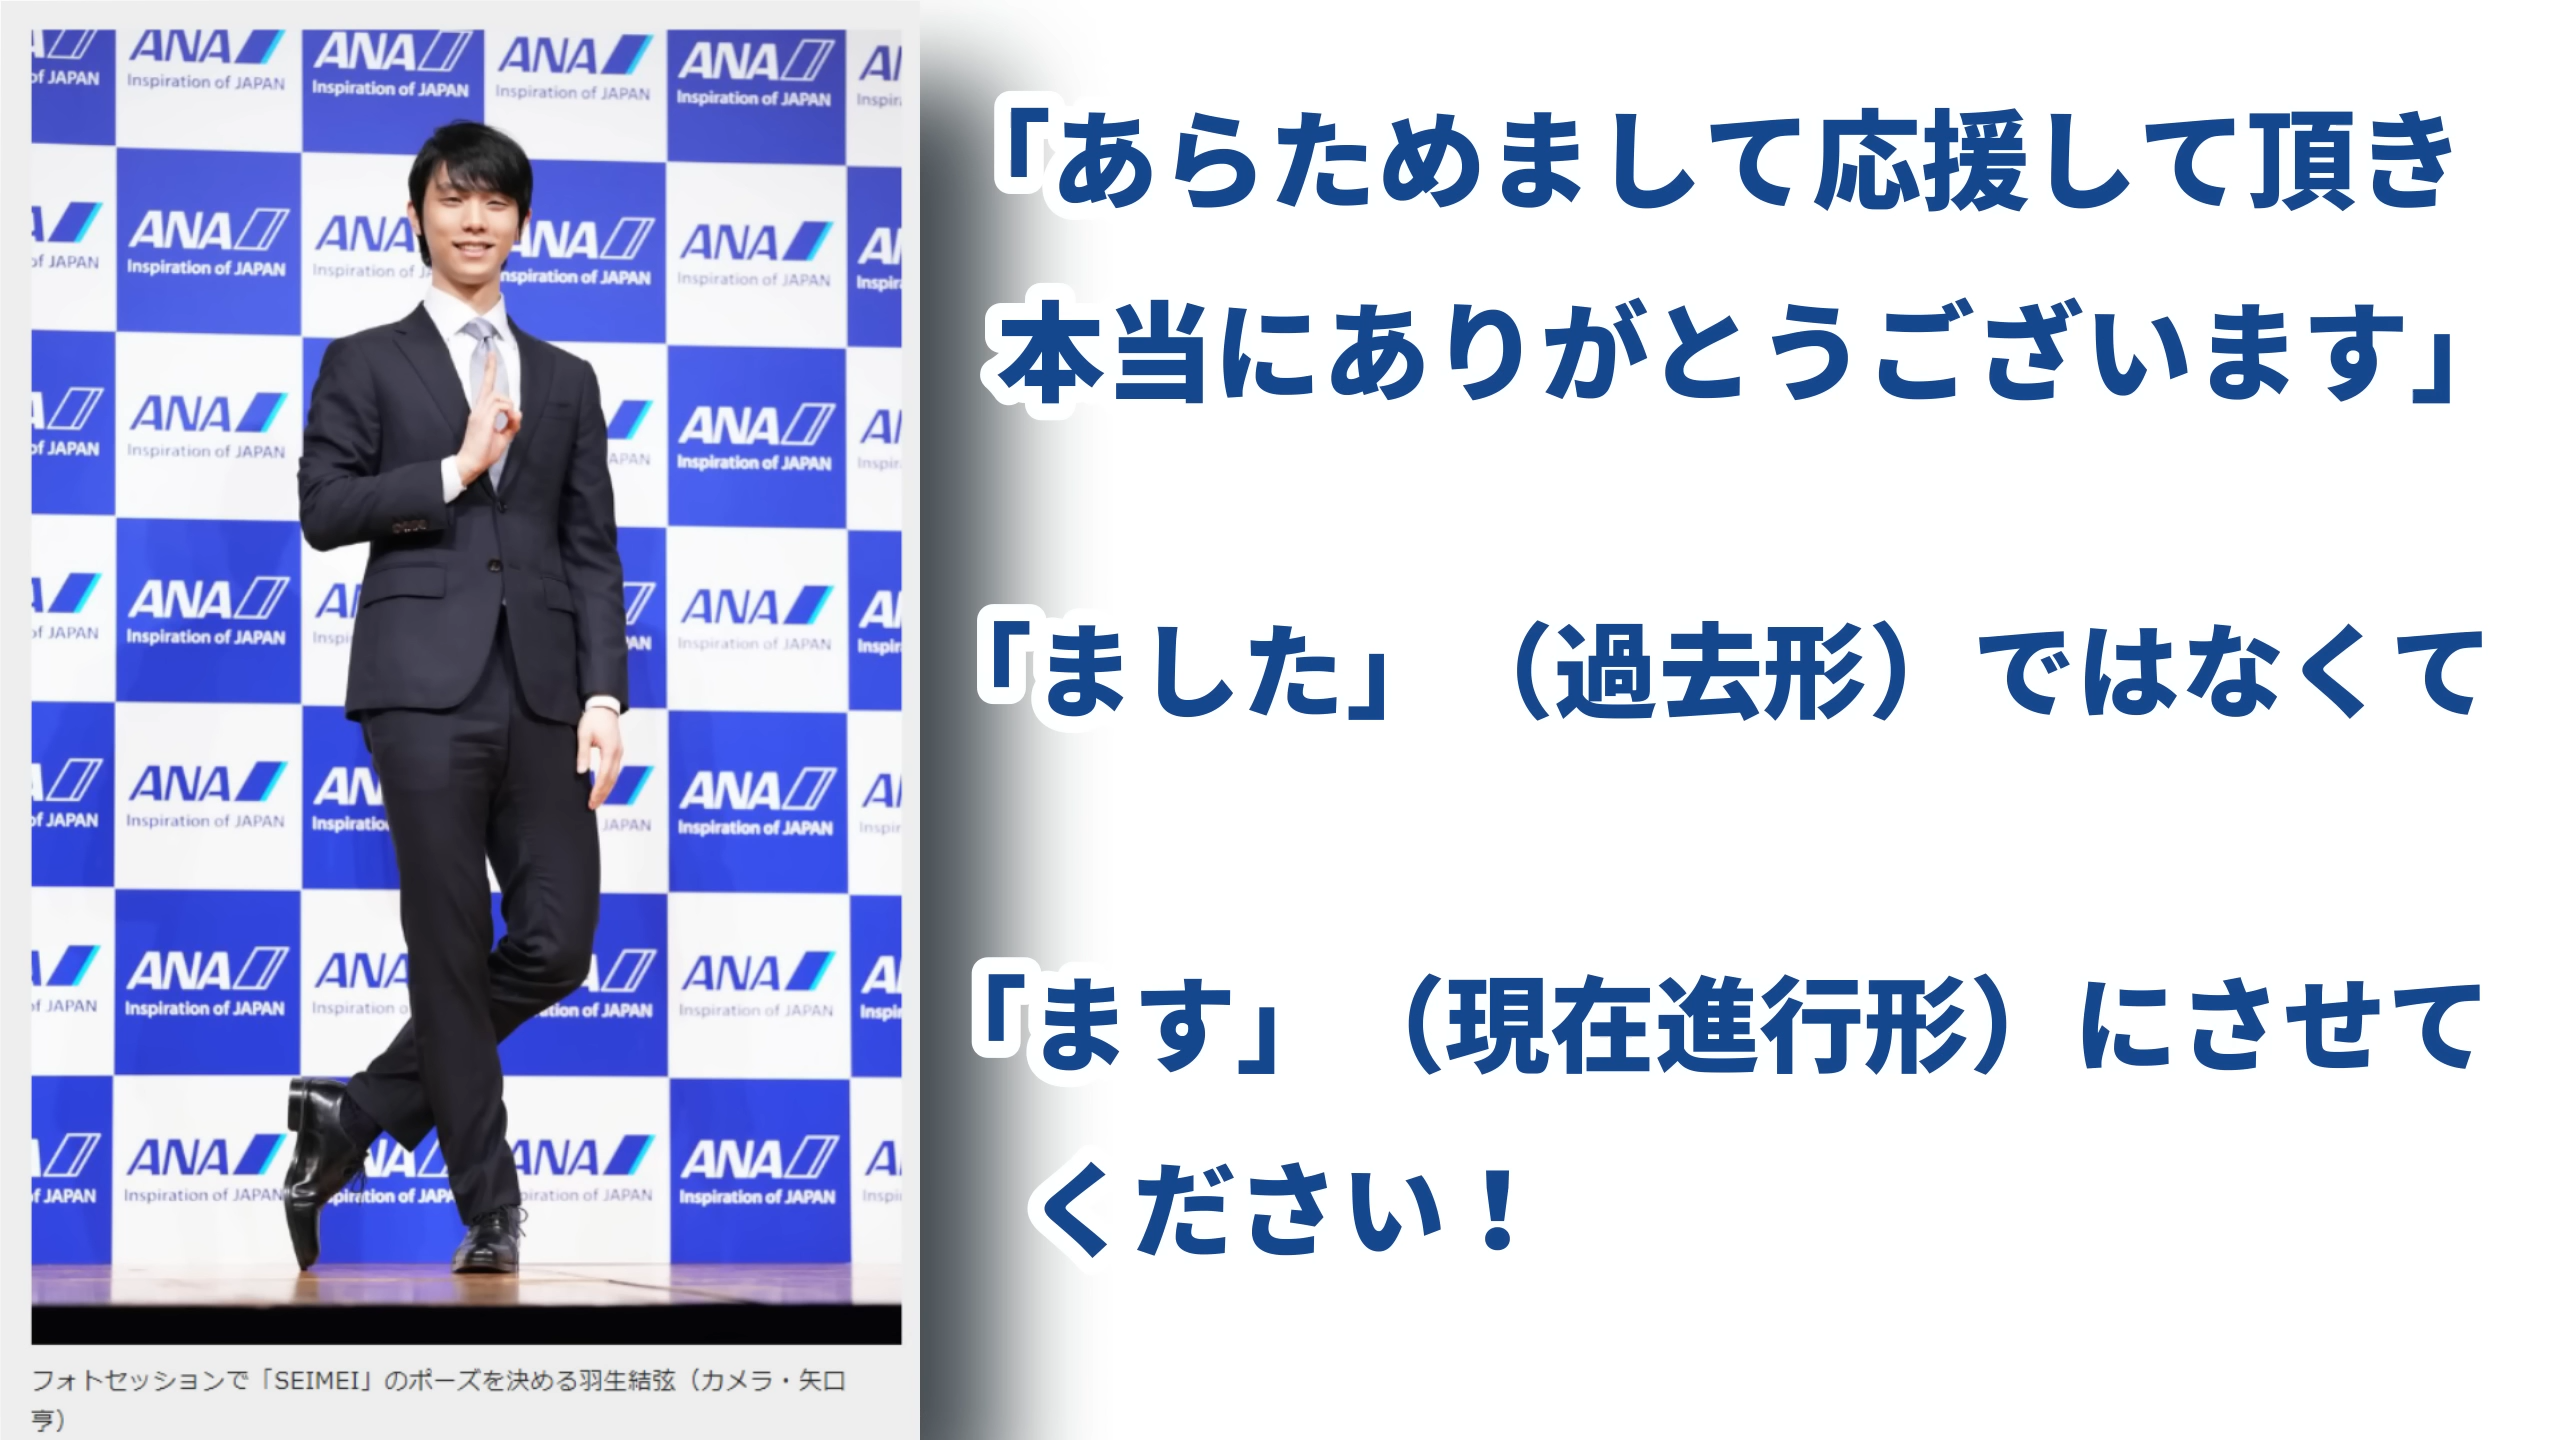 ANA
Inspiration of JAPAN
「あらためまして応援して頂き
本当にありがとうございます」
「ました」（過去形）ではなくて
「ます」（現在進行形）にさせて
ください！
フォトセッションで「SEIMEI」のポーズを決める羽生結弦（カメラ・矢口
亨）